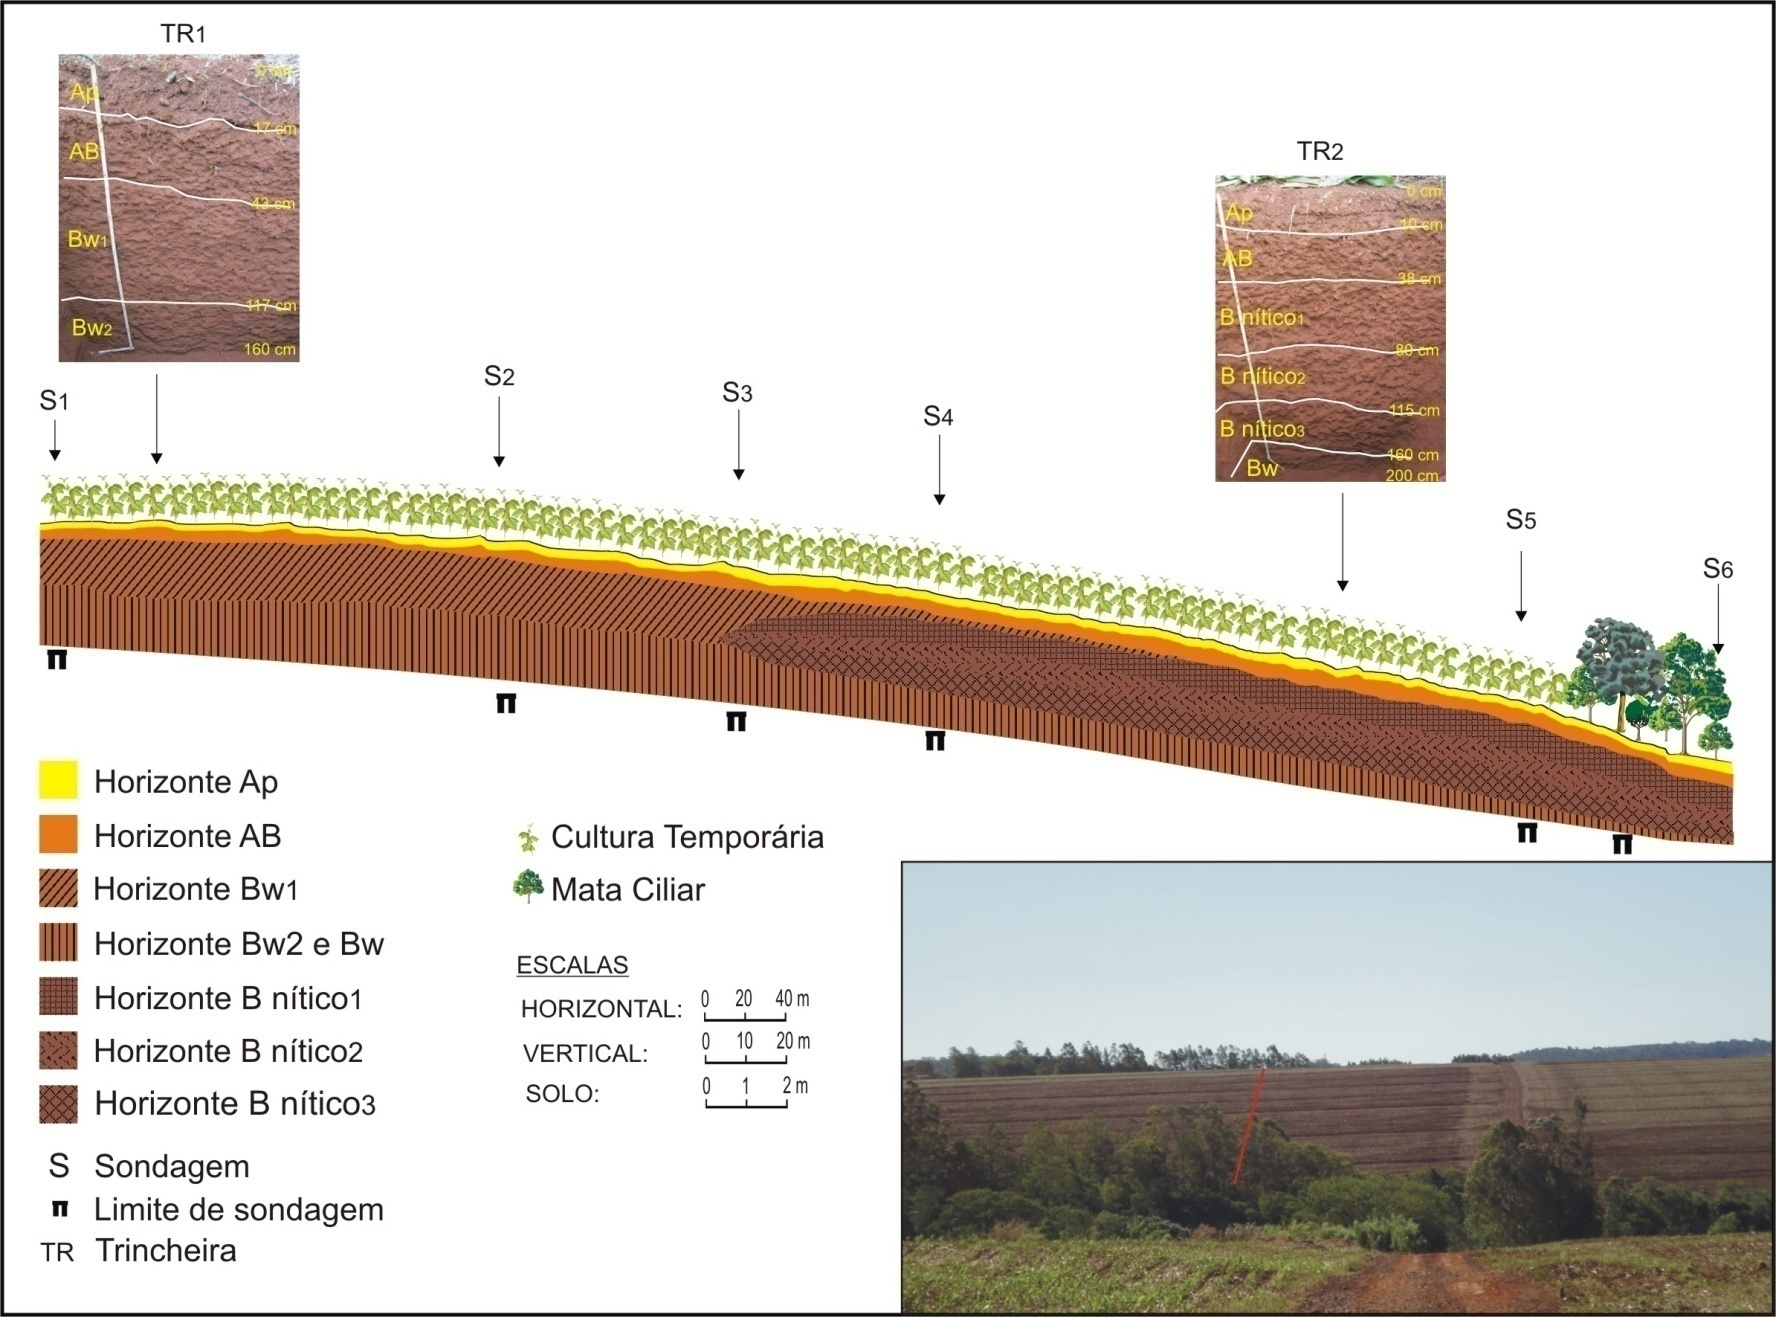 TR1
0 cm
Ap
17 cm
AB
43 cm
Bw1
117 cm
Bw2
160 cm
TR2
0 cm
Ap
10 cm
AB
38 cm
B nítico1
80 cm
B nítico2
115 cm
B nítico3
160 cm
Bw
200 cm
S1
S2
S3
S4
S5
S6
Horizonte Ap
Horizonte AB
Horizonte Bw1
Horizonte Bw2 e Bw
Horizonte B nítico1
Horizonte B nítico2
Horizonte B nítico3
S Sondagem
Limite de sondagem
TR Trincheira
Cultura Temporária
Mata Ciliar
ESCALAS
HORIZONTAL: 0 20 40 m
VERTICAL: 0 10 20 m
SOLO: 0 1 2 m